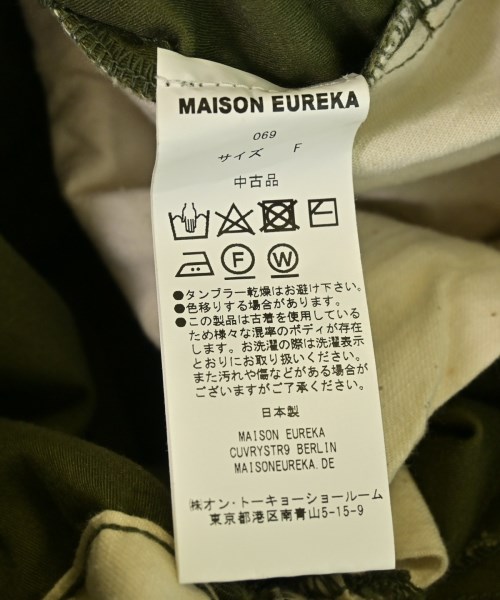 MAISON EUREKA
069
サイズ F
中古品
F W
●タンブラー乾燥はお避け下さい。
●色移りする場合があります。
●この製品は古着を使用している
ため様々な混率のボディが存在
します。お洗濯の際は洗濯表示
とおりにお取り扱いください。
また汚れや傷などがある場合が
ございますがご了承ください。
日本製
MAISON EUREKA
CUVRYSTR9 BERLIN
MAISONEUREKA.DE
㈱オン・トーキョーショールーム
東京都港区南青山5-15-9